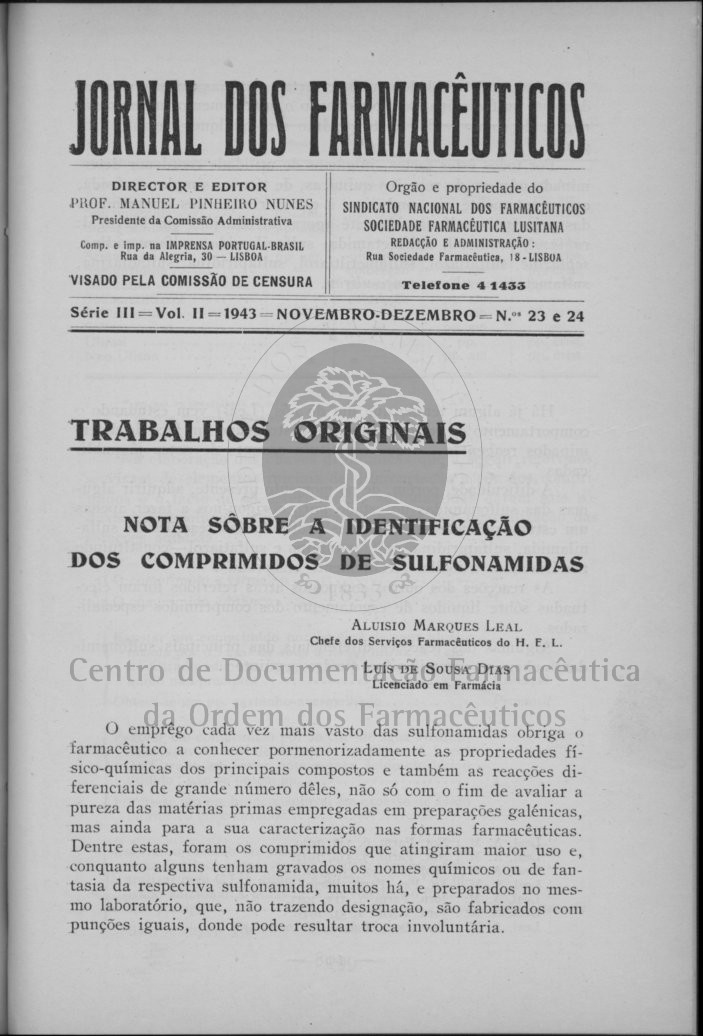 JORNAL DOS FARMACÊUTICOS
DIRECTOR E EDITOR
PROF. MANUEL PINHEIRO NUNES
Presidente da Comissão Administrativa
Comp. e imp. na IMPRENSA PORTUGAL-BRASIL
Rua da Alegria, 30 — LISBOA
VISADO PELA COMISSÃO DE CENSURA
Orgão e propriedade do
SINDICATO NACIONAL DOS FARMACÊUTICOS
SOCIEDADE FARMACÊUTICA LUSITANA
REDACÇÃO E ADMINISTRAÇÃO:
Rua Sociedade Farmacêutica, 18-LISBOA
Telefone 4 1433
Série III = Vol. II = 1943 = NOVEMBRO-DEZEMBRO = N.ᵒˢ 23 e 24
TRABALHOS ORIGINAIS
NOTA SÔBRE A IDENTIFICAÇÃO
DOS COMPRIMIDOS DE SULFONAMIDAS
1835
ALUISIO MARQUES LEAL
Chefe dos Serviços Farmacêuticos do H. E. L.
Centro de Documentação Farmacêutica
LUÍS DE SOUSA DIAS
Licenciado em Farmácia
da Ordem dos Farmacêuticos
O emprêgo cada vez mais vasto das sulfonamidas obriga o
farmacêutico a conhecer pormenorizadamente as propriedades fí-
sico-químicas dos principais compostos e também as reacções di-
ferenciais de grande número dêles, não só com o fim de avaliar a
pureza das matérias primas empregadas em preparações galénicas,
mas ainda para a sua caracterização nas formas farmacêuticas.
Dentre estas, foram os comprimidos que atingiram maior uso e,
conquanto alguns tenham gravados os nomes químicos ou de fan-
tasia da respectiva sulfonamida, muitos há, e preparados no mes-
mo laboratório, que, não trazendo designação, são fabricados com
punções iguais, donde pode resultar troca involuntária.